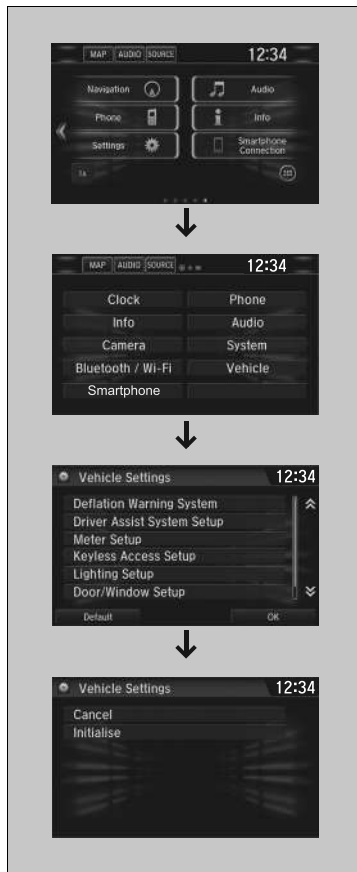 MAP AUDIO SOURCE 12:34
Navigation Audio
Phone Info
Settings Smartphone
Connection
MAP AUDIO SOURCE 12:34
Clock Phone
Info Audio
Camera System
Bluetooth / Wi-Fi Vehicle
Smartphone
Vehicle Settings 12:34
Deflation Warning System
Driver Assist System Setup
Meter Setup
Keyless Access Setup
Lighting Setup
Door/Window Setup
Default OK
Vehicle Settings 12:34
Cancel
Initialise